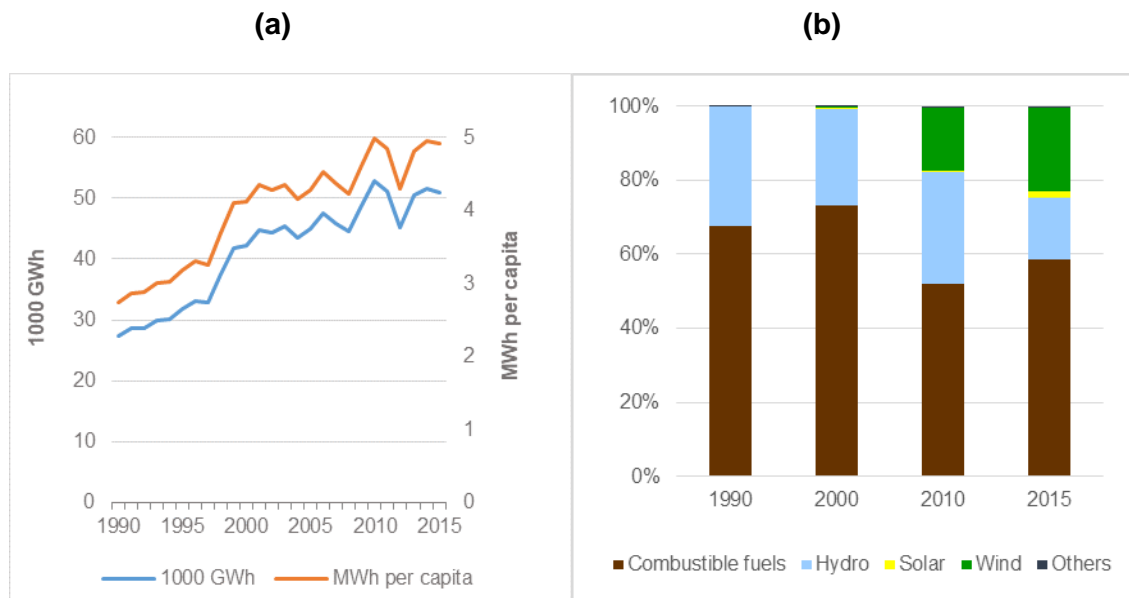 (a)
(b)
1000 GWh
60
50
40
30
20
10
0
5
4
3
2
1
0
MWh per capita
1990 1995 2000 2005 2010 2015
1000 GWh MWh per capita
100%
80%
60%
40%
20%
0%
1990 2000 2010 2015
Combustible fuels Hydro Solar Wind Others